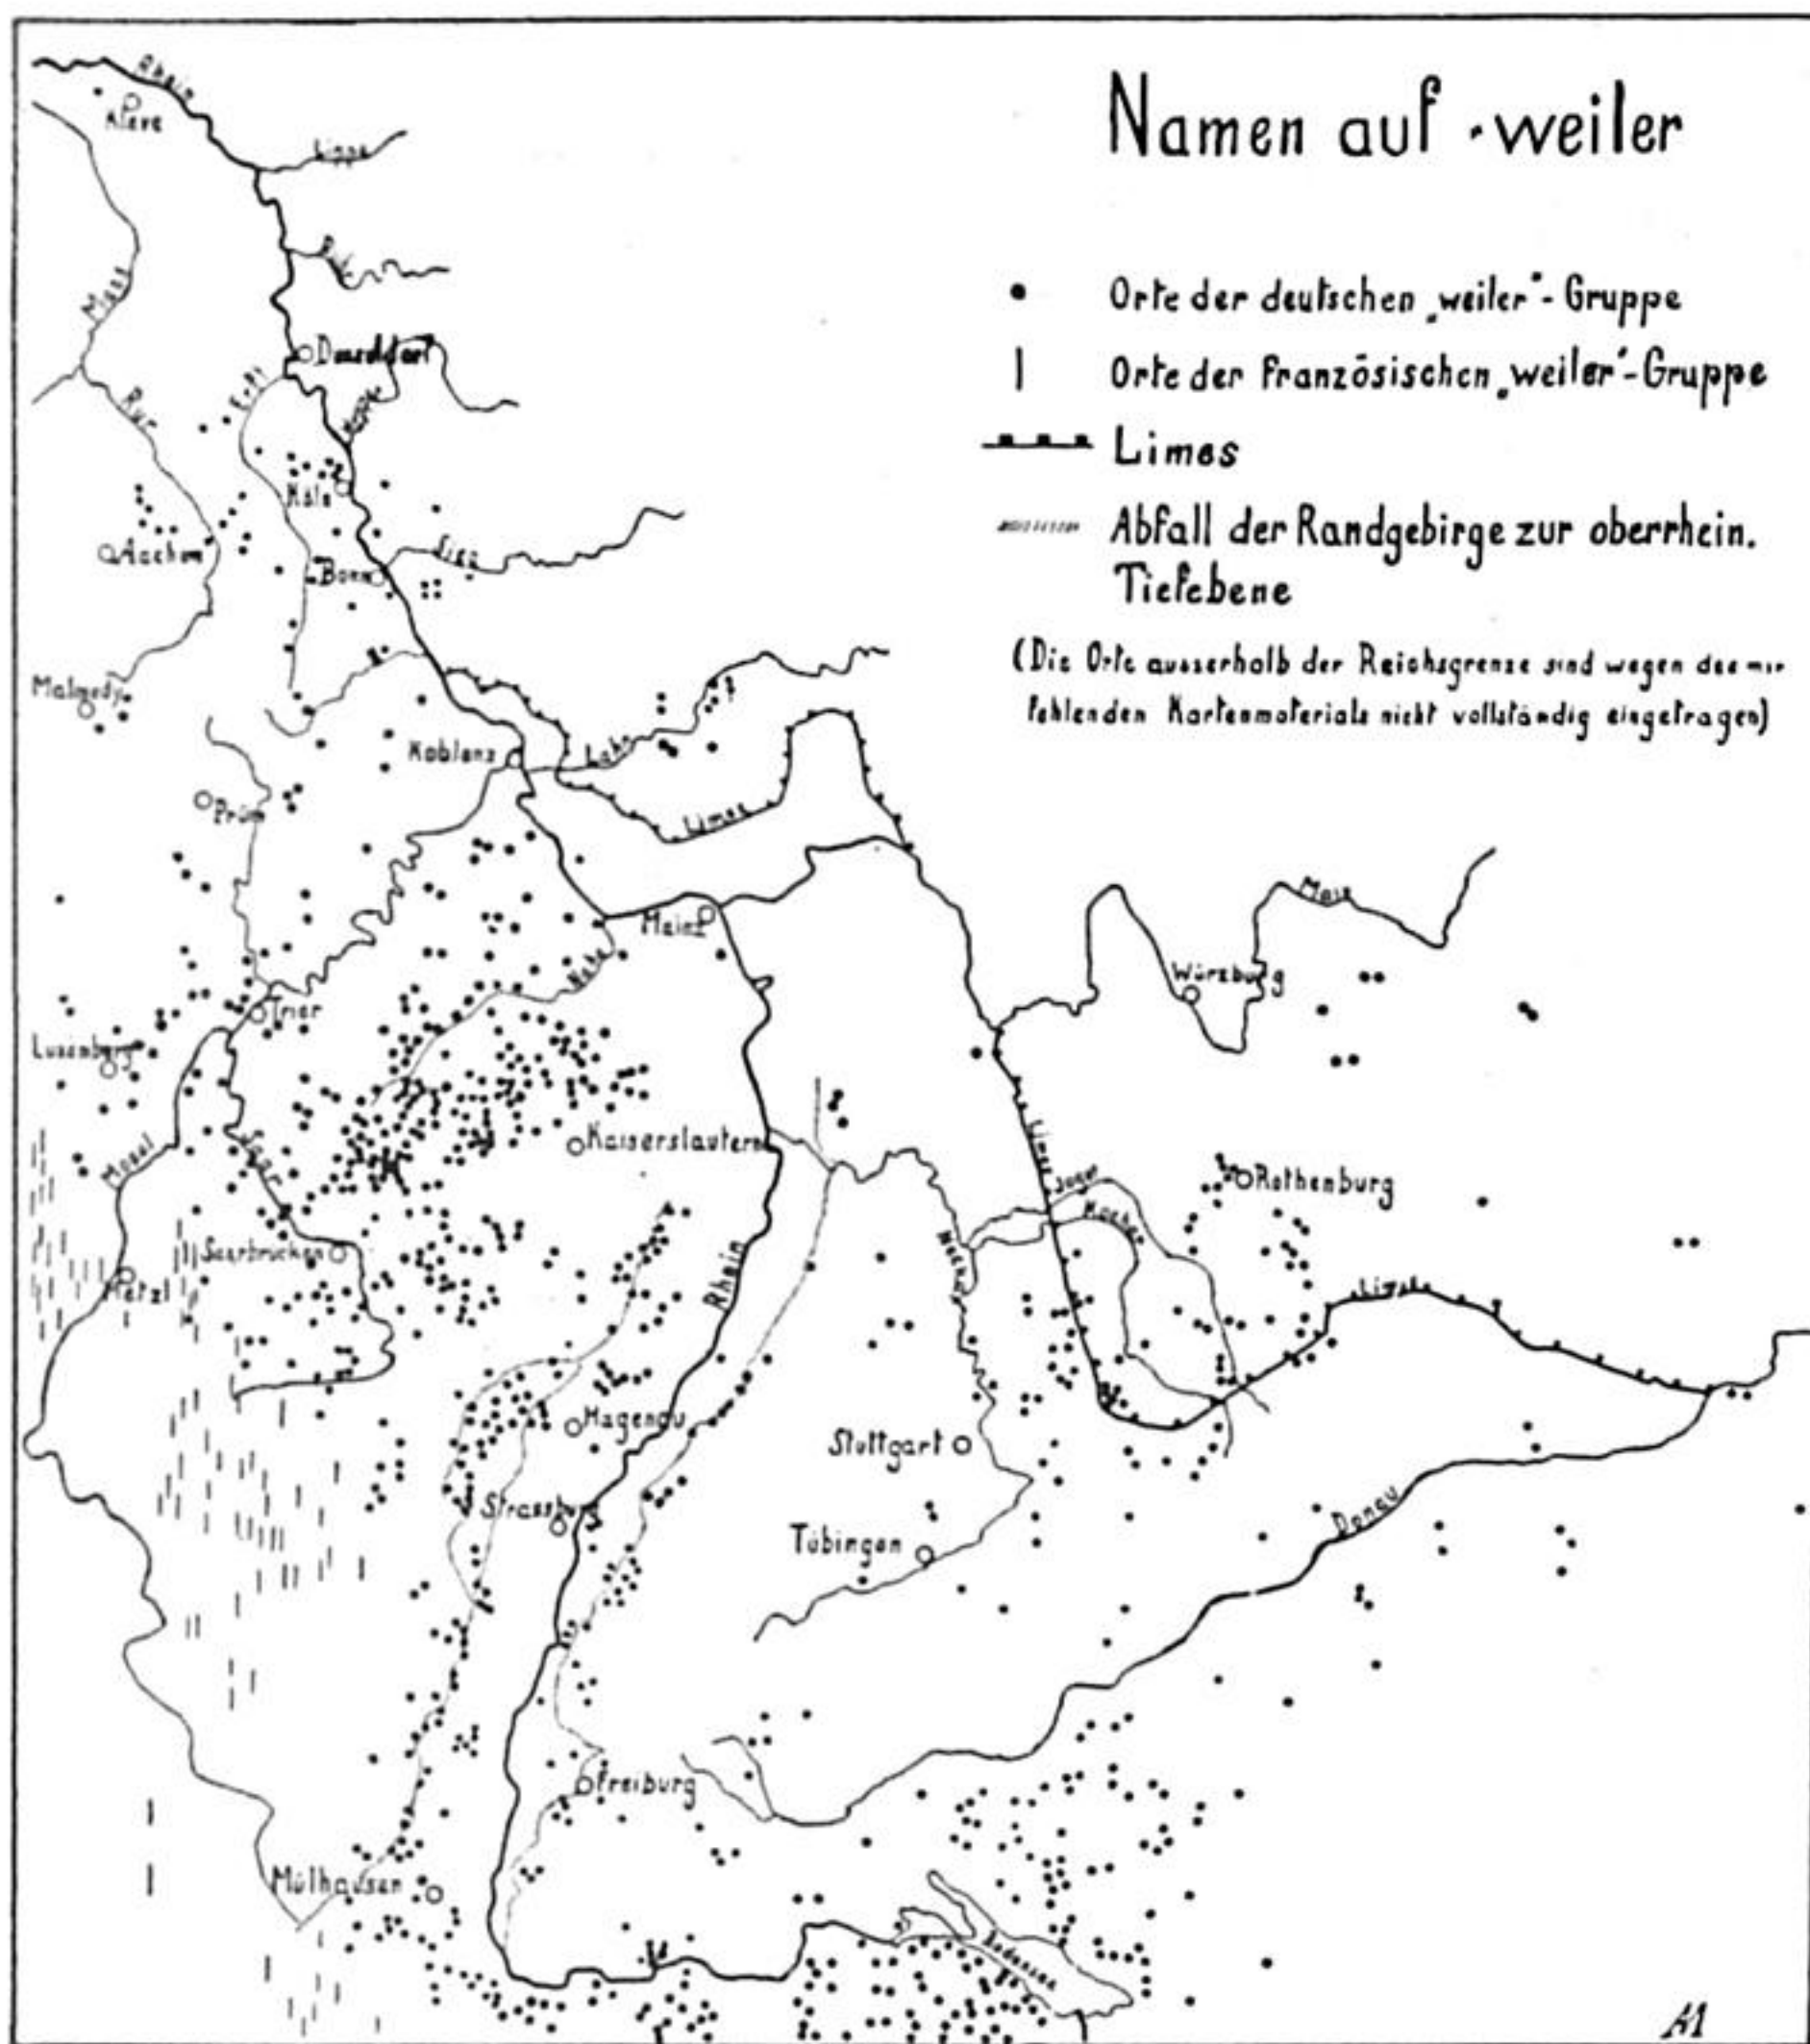 Namen auf -weiler
Orte der deutschen „weiler"-Gruppe
Orte der französischen „weiler"-Gruppe
Limes
Abfall der Randgebirge zur oberrhein.
Tiefebene
(Die Orte ausserhalb der Reichsgrenze sind wegen des mir
fehlenden Kartenmaterials nicht vollständig eingetragen)
Rhein
Kleve
Lippe
Maas
Düsseldorf
Erft
Rur
Köln
Aachen
Sieg
Bonn
Malmedy
Koblenz
Lahn
Prüm
Limes
Main
Mainz
Nahe
Würzburg
Trier
Luxemburg
Kaiserslautern
Mosel
Saar
Limes
Jagst
Rothenburg
Kocher
Neckar
Saarbrücken
Rhein
Metz
Limes
Hagenau
Stuttgart
Strassburg
Donau
Tübingen
Freiburg
Mülhausen
Bodensee